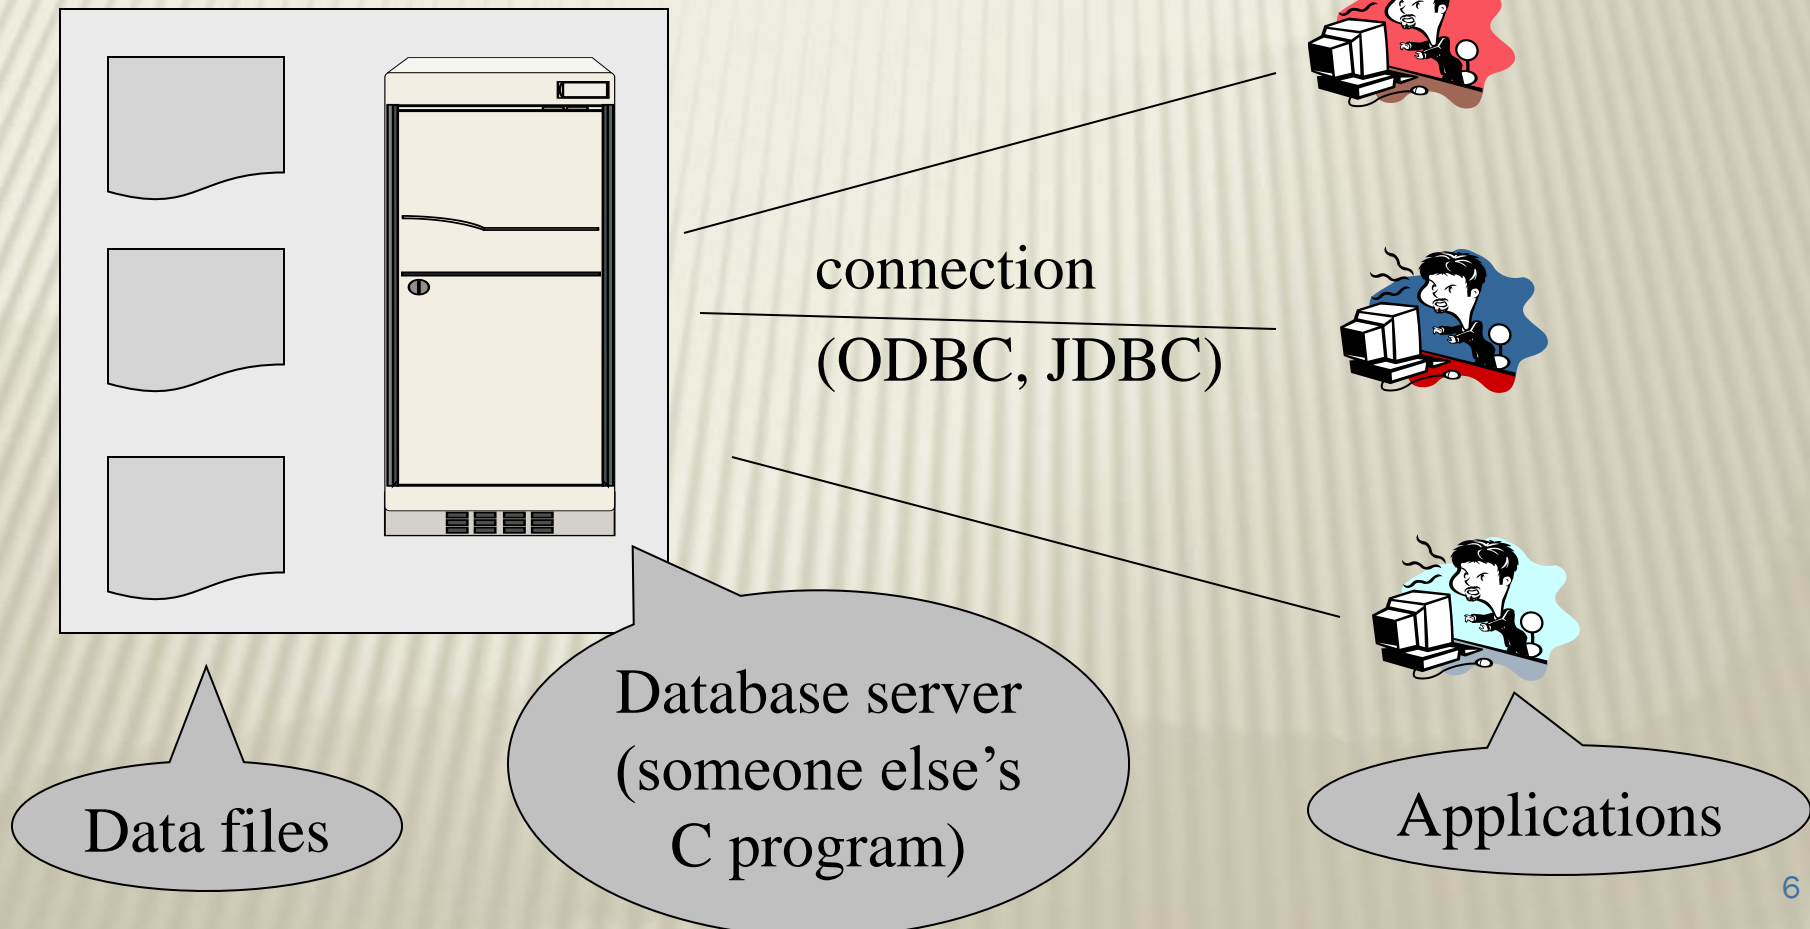 connection
(ODBC, JDBC)
Database server
(someone else’s
C program)
Data files
Applications
6